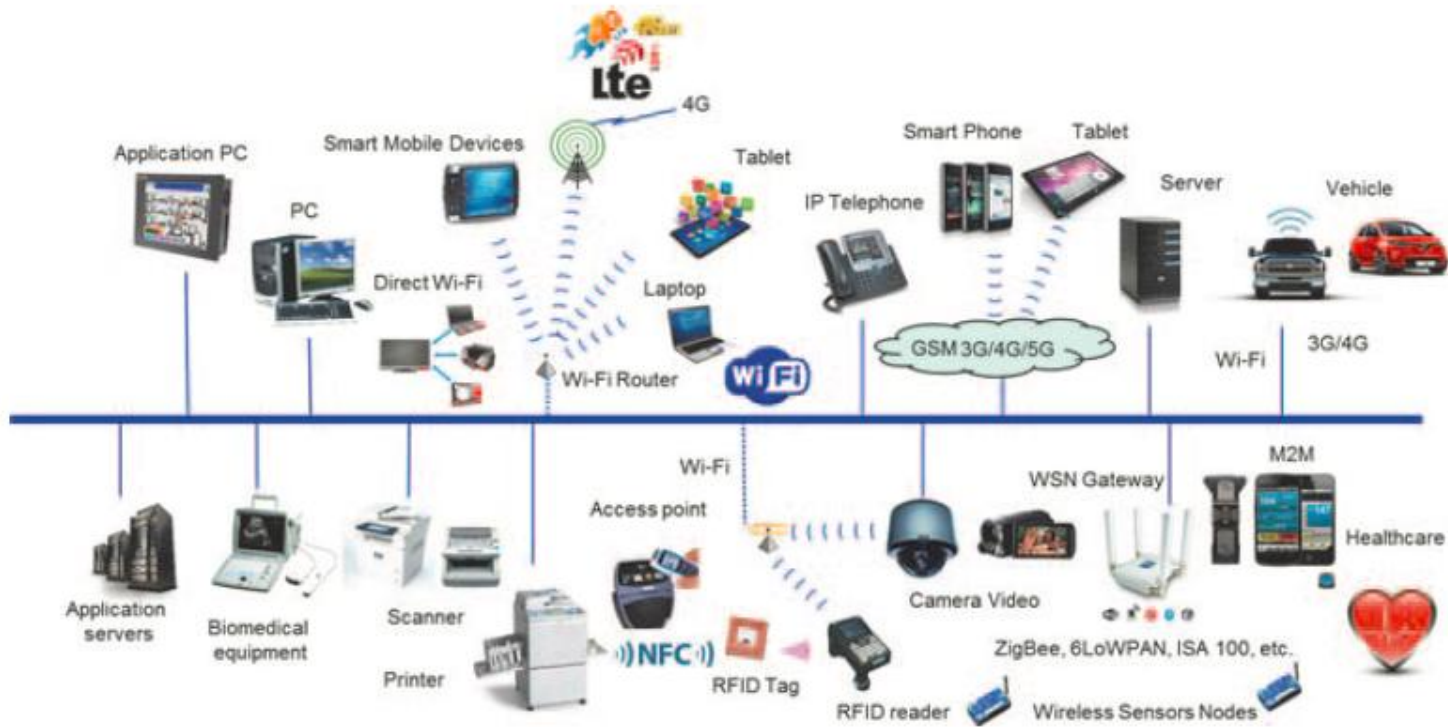 Lte
4G
Smart Mobile Devices
Smart Phone
Tablet
Application PC
Tablet
Server
Vehicle
PC
IP Telephone
Direct Wi-Fi
Laptop
GSM 3G/4G/5G
3G/4G
Wi-Fi
Wi-Fi Router
Wi Fi
Wi-Fi
M2M
WSN Gateway
Access point
Healthcare
Application
servers
Biomedical
equipment
Scanner
Camera Video
Printer
NFC
RFID Tag
ZigBee, 6LoWPAN, ISA 100, etc.
RFID reader
Wireless Sensors Nodes